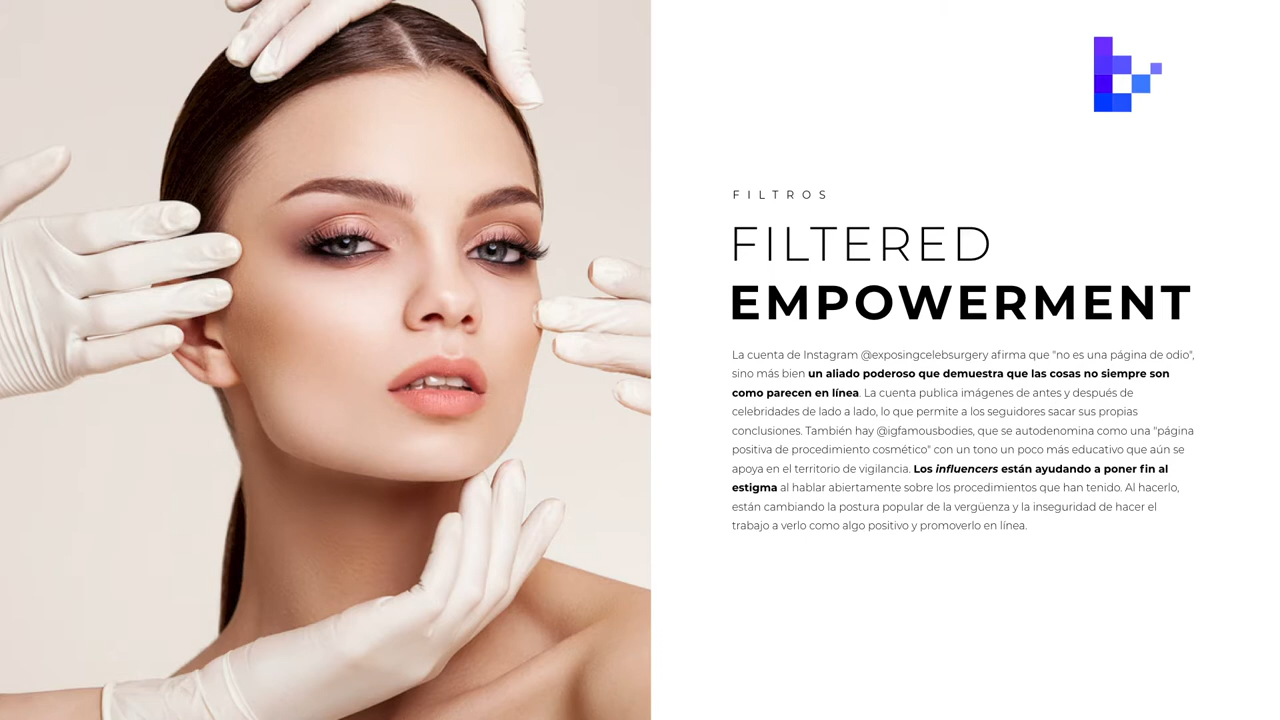 FILTROS
FILTERED
EMPOWERMENT
La cuenta de Instagram @exposingcelebsurgery afirma que "no es una página de odio",
sino más bien un aliado poderoso que demuestra que las cosas no siempre son
como parecen en línea. La cuenta publica imágenes de antes y después de
celebridades de lado a lado, lo que permite a los seguidores sacar sus propias
conclusiones. También hay @igfamousbodies, que se autodenomina como una "página
positiva de procedimiento cosmético" con un tono un poco más educativo que aún se
apoya en el territorio de vigilancia. Los influencers están ayudando a poner fin al
estigma al hablar abiertamente sobre los procedimientos que han tenido. Al hacerlo,
están cambiando la postura popular de la vergüenza y la inseguridad de hacer el
trabajo a verlo como algo positivo y promoverlo en línea.